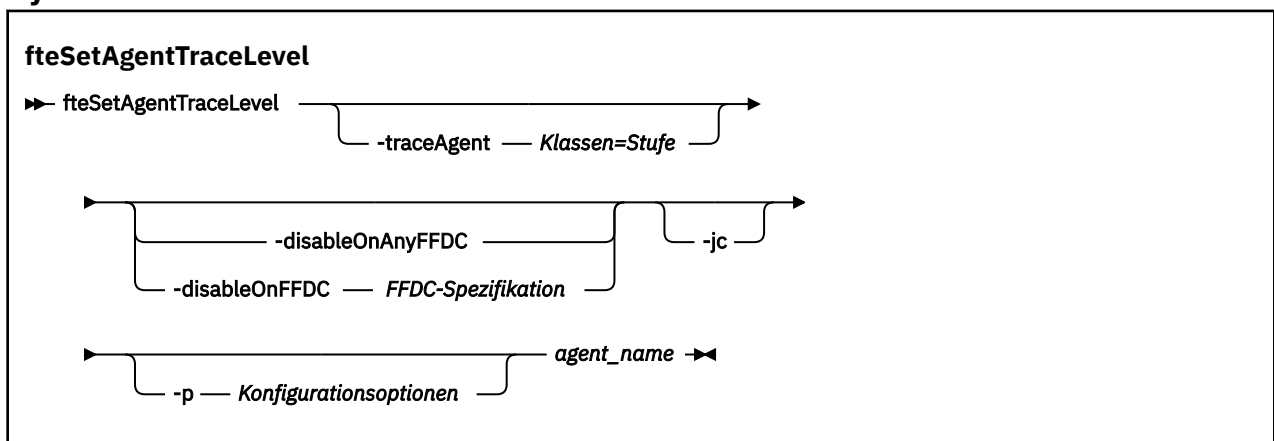 fteSetAgentTraceLevel
fteSetAgentTraceLevel
-traceAgent Klassen=Stufe
-disableOnAnyFFDC
-jc
-disableOnFFDC FFDC-Spezifikation
agent_name
-p Konfigurationsoptionen